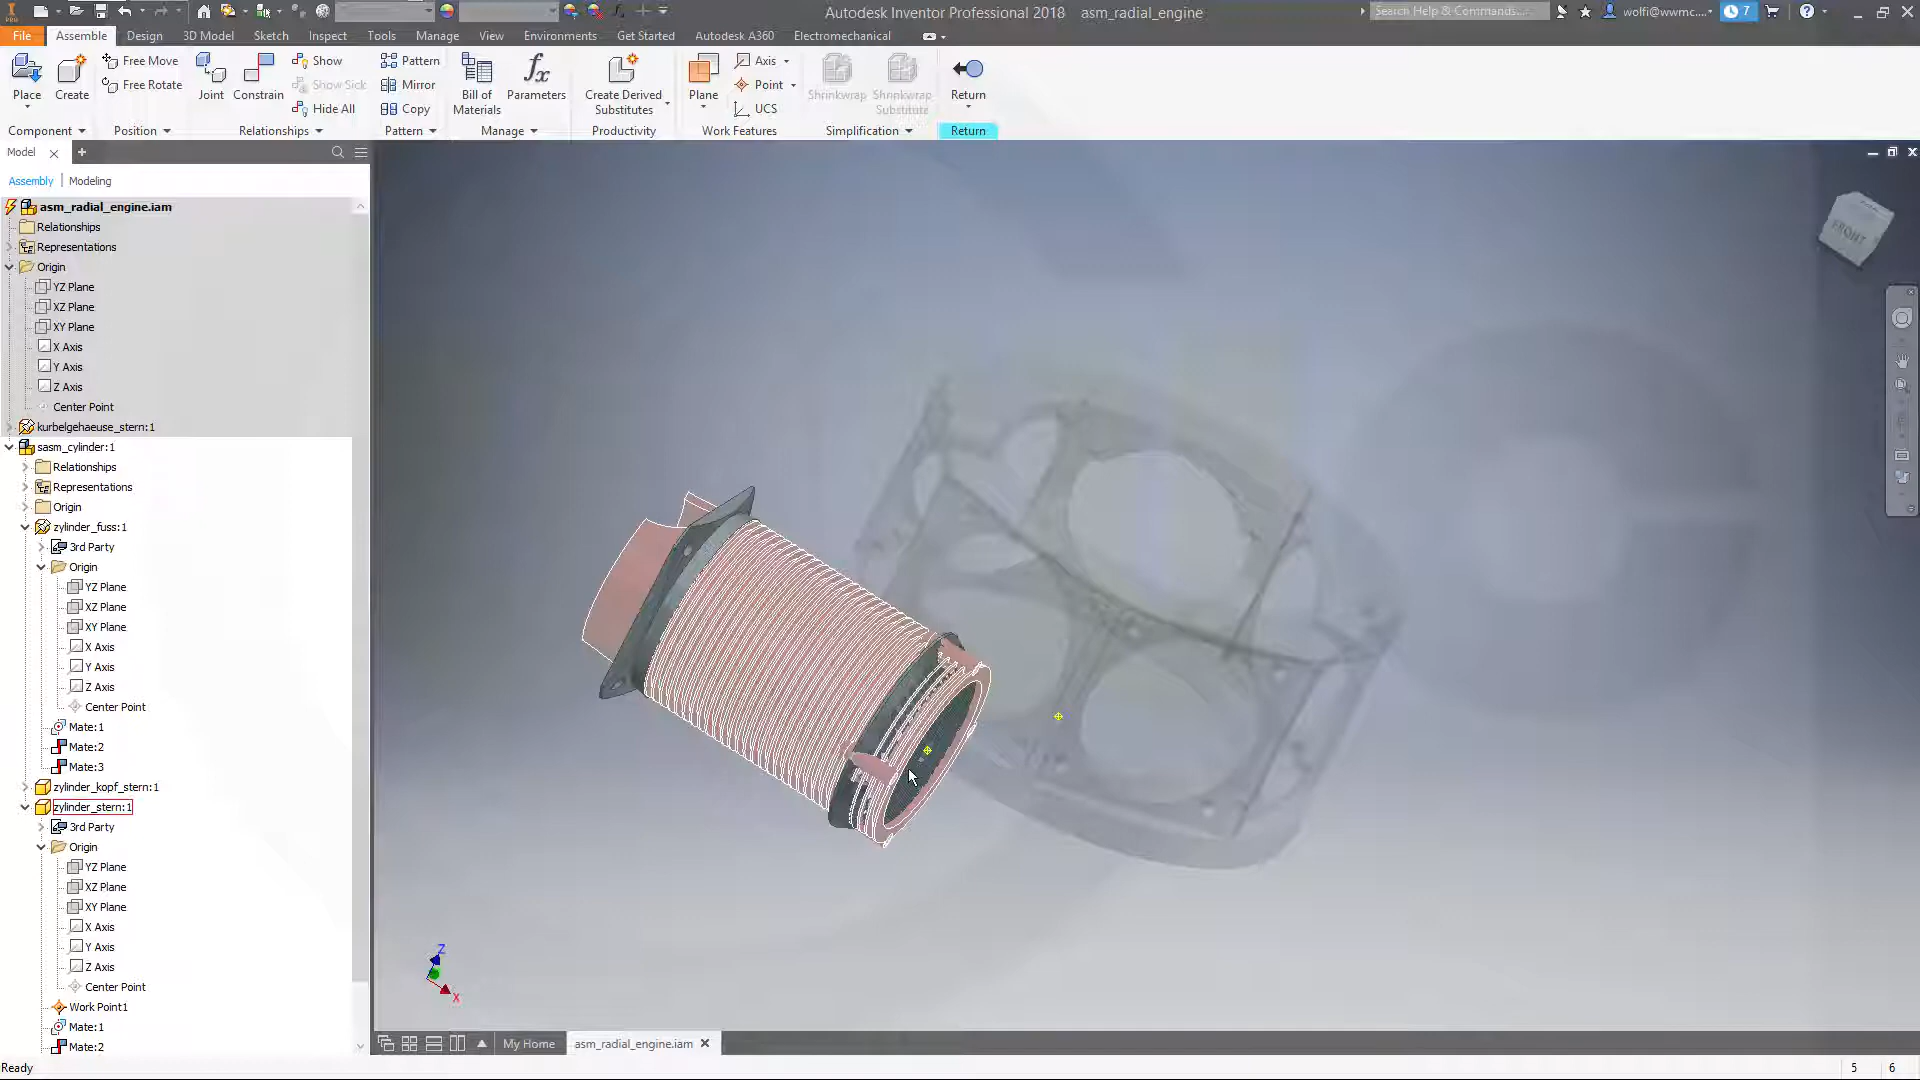 Autodesk Inventor Professional 2018 asm_radial_engine
Search Help & Commands...
wolfi@wwmc...
7
File Assemble Design 3D Model Sketch Inspect Tools Manage View Environments Get Started Autodesk A360 Electromechanical
Place
Create
Free Move
Free Rotate
Joint
Constrain
Show
Show Sick
Hide All
Pattern
Mirror
Copy
Bill of
Materials
Parameters
Create Derived
Substitutes
Plane
Axis
Point
UCS
Shrinkwrap
Shrinkwrap
Substitute
Return
Component
Position
Relationships
Pattern
Manage
Productivity
Work Features
Simplification
Return
Model
Assembly Modeling
asm_radial_engine.iam
Relationships
Representations
Origin
YZ Plane
XZ Plane
XY Plane
X Axis
Y Axis
Z Axis
Center Point
kurbelgehaeuse_stern:1
sasm_cylinder:1
Relationships
Representations
Origin
zylinder_fuss:1
3rd Party
Origin
YZ Plane
XZ Plane
XY Plane
X Axis
Y Axis
Z Axis
Center Point
Mate:1
Mate:2
Mate:3
zylinder_kopf_stern:1
zylinder_stern:1
3rd Party
Origin
YZ Plane
XZ Plane
XY Plane
X Axis
Y Axis
Z Axis
Center Point
Work Point1
Mate:1
Mate:2
FRONT
Z
X
My Home asm_radial_engine.iam
Ready
5 6